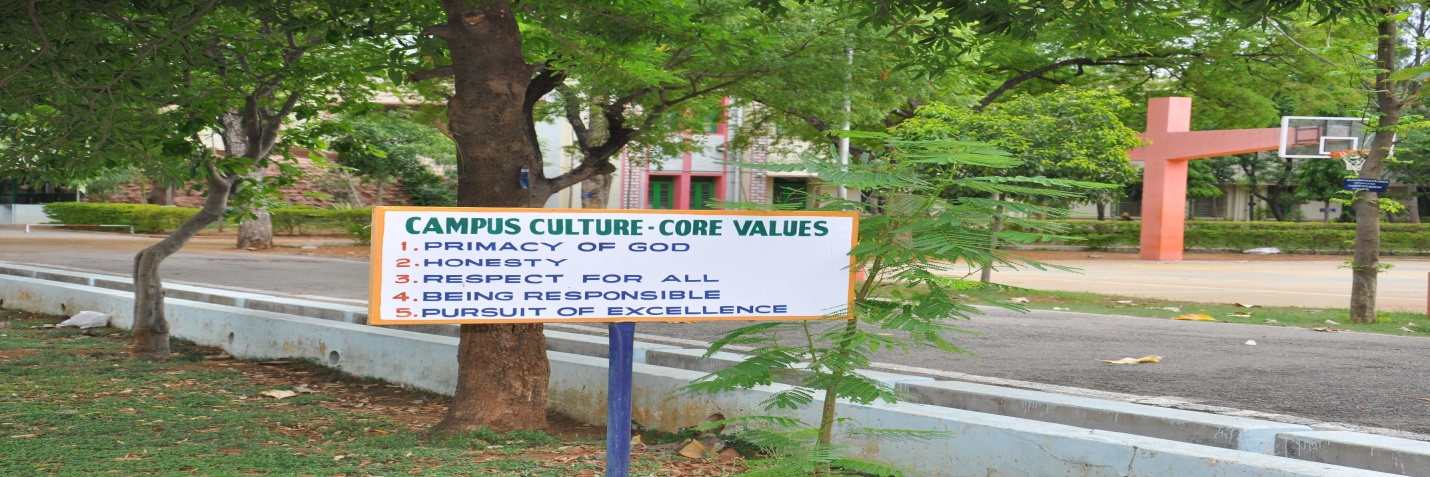 CAMPUS CULTURE - CORE VALUES
1. PRIMACY OF GOD
2. HONESTY
3. RESPECT FOR ALL
4. BEING RESPONSIBLE
5. PURSUIT OF EXCELLENCE